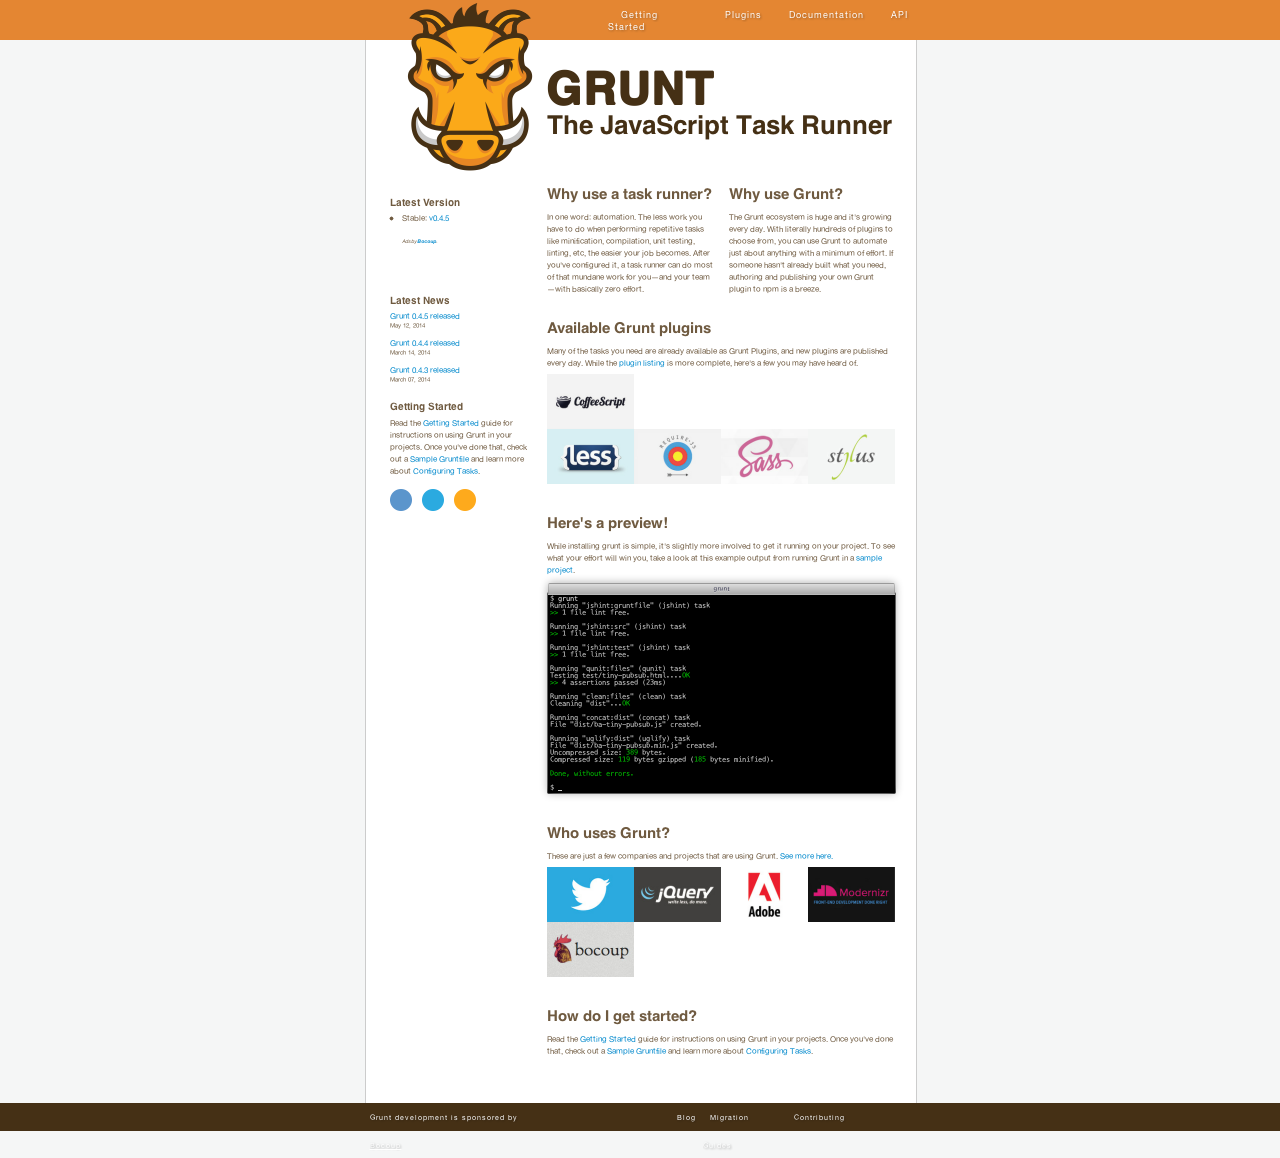 Getting
Started
Plugins
Documentation
API
GRUNT
The JavaScript Task Runner
Latest Version
Stable: v0.4.5
Ads by Bocoup.
Latest News
Grunt 0.4.5 released
May 12, 2014
Grunt 0.4.4 released
March 14, 2014
Grunt 0.4.3 released
March 07, 2014
Getting Started
Read the Getting Started guide for
instructions on using Grunt in your
projects. Once you've done that, check
out a Sample Gruntfile and learn more
about Configuring Tasks.
Why use a task runner?
In one word: automation. The less work you
have to do when performing repetitive tasks
like minification, compilation, unit testing,
linting, etc, the easier your job becomes. After
you've configured it, a task runner can do most
of that mundane work for you—and your team
—with basically zero effort.
Why use Grunt?
The Grunt ecosystem is huge and it's growing
every day. With literally hundreds of plugins to
choose from, you can use Grunt to automate
just about anything with a minimum of effort. If
someone hasn't already built what you need,
authoring and publishing your own Grunt
plugin to npm is a breeze.
Available Grunt plugins
Many of the tasks you need are already available as Grunt Plugins, and new plugins are published
every day. While the plugin listing is more complete, here's a few you may have heard of.
CoffeeScript
{less}
REQUIRE.JS
Sass
stylus
Here's a preview!
While installing grunt is simple, it's slightly more involved to get it running on your project. To see
what your effort will win you, take a look at this example output from running Grunt in a sample
project.
grunt
$ grunt
Running "jshint:gruntfile" (jshint) task
>> 1 file lint free.
Running "jshint:src" (jshint) task
>> 1 file lint free.
Running "jshint:test" (jshint) task
>> 1 file lint free.
Running "qunit:files" (qunit) task
Testing test/tiny-pubsub.html....OK
>> 4 assertions passed (23ms)
Running "clean:files" (clean) task
Cleaning "dist"...OK
Running "concat:dist" (concat) task
File "dist/ba-tiny-pubsub.js" created.
Running "uglify:dist" (uglify) task
File "dist/ba-tiny-pubsub.min.js" created.
Uncompressed size: 389 bytes.
Compressed size: 119 bytes gzipped (185 bytes minified).
Done, without errors.
$ _
Who uses Grunt?
These are just a few companies and projects that are using Grunt. See more here.
jQuery
write less, do more.
Adobe
Modernizr
FRONT-END DEVELOPMENT DONE RIGHT
bocoup
How do I get started?
Read the Getting Started guide for instructions on using Grunt in your projects. Once you've done
that, check out a Sample Gruntfile and learn more about Configuring Tasks.
Grunt development is sponsored by
Blog
Migration
Contributing
Bocoup
Guides